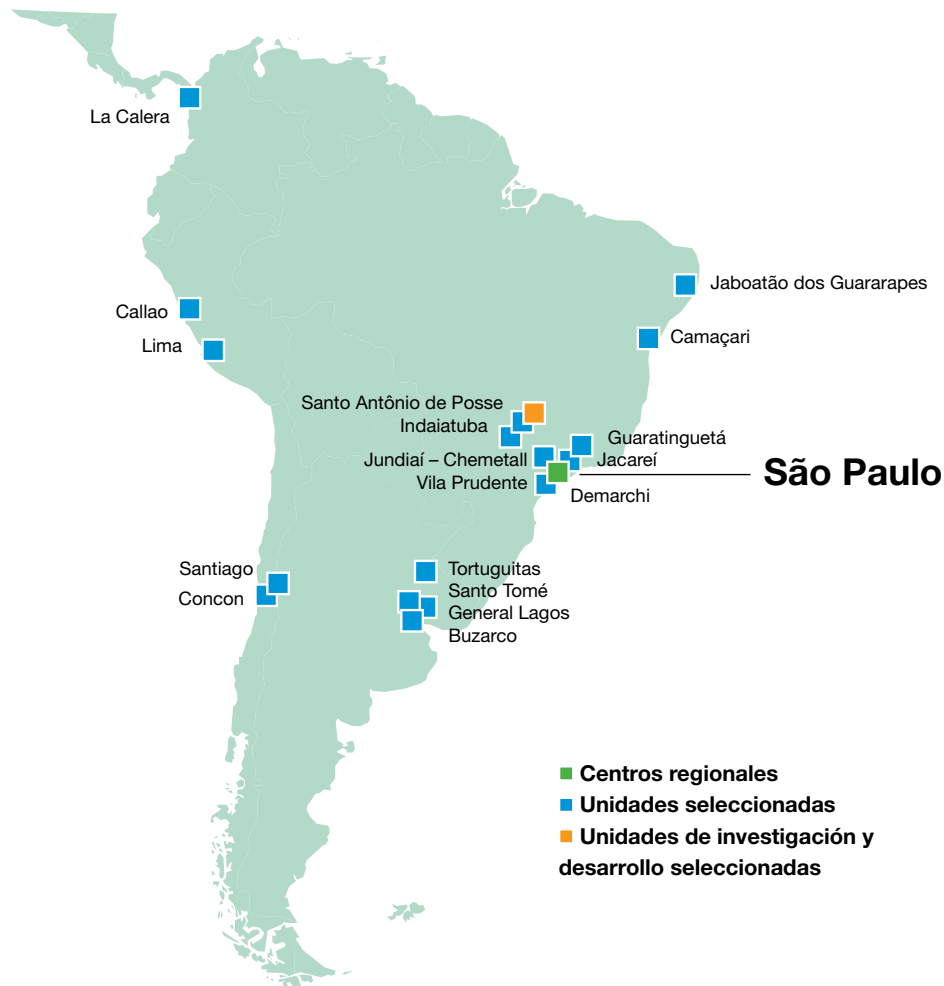 La Calera
Jaboatão dos Guararapes
Callao
Camaçari
Lima
Santo Antônio de Posse
Indaiatuba
Guaratinguetá
Jundiaí – Chemetall
Jacareí
São Paulo
Vila Prudente
Demarchi
Santiago
Concon
Tortuguitas
Santo Tomé
General Lagos
Buzarco
Centros regionales
Unidades seleccionadas
Unidades de investigación y
desarrollo seleccionadas